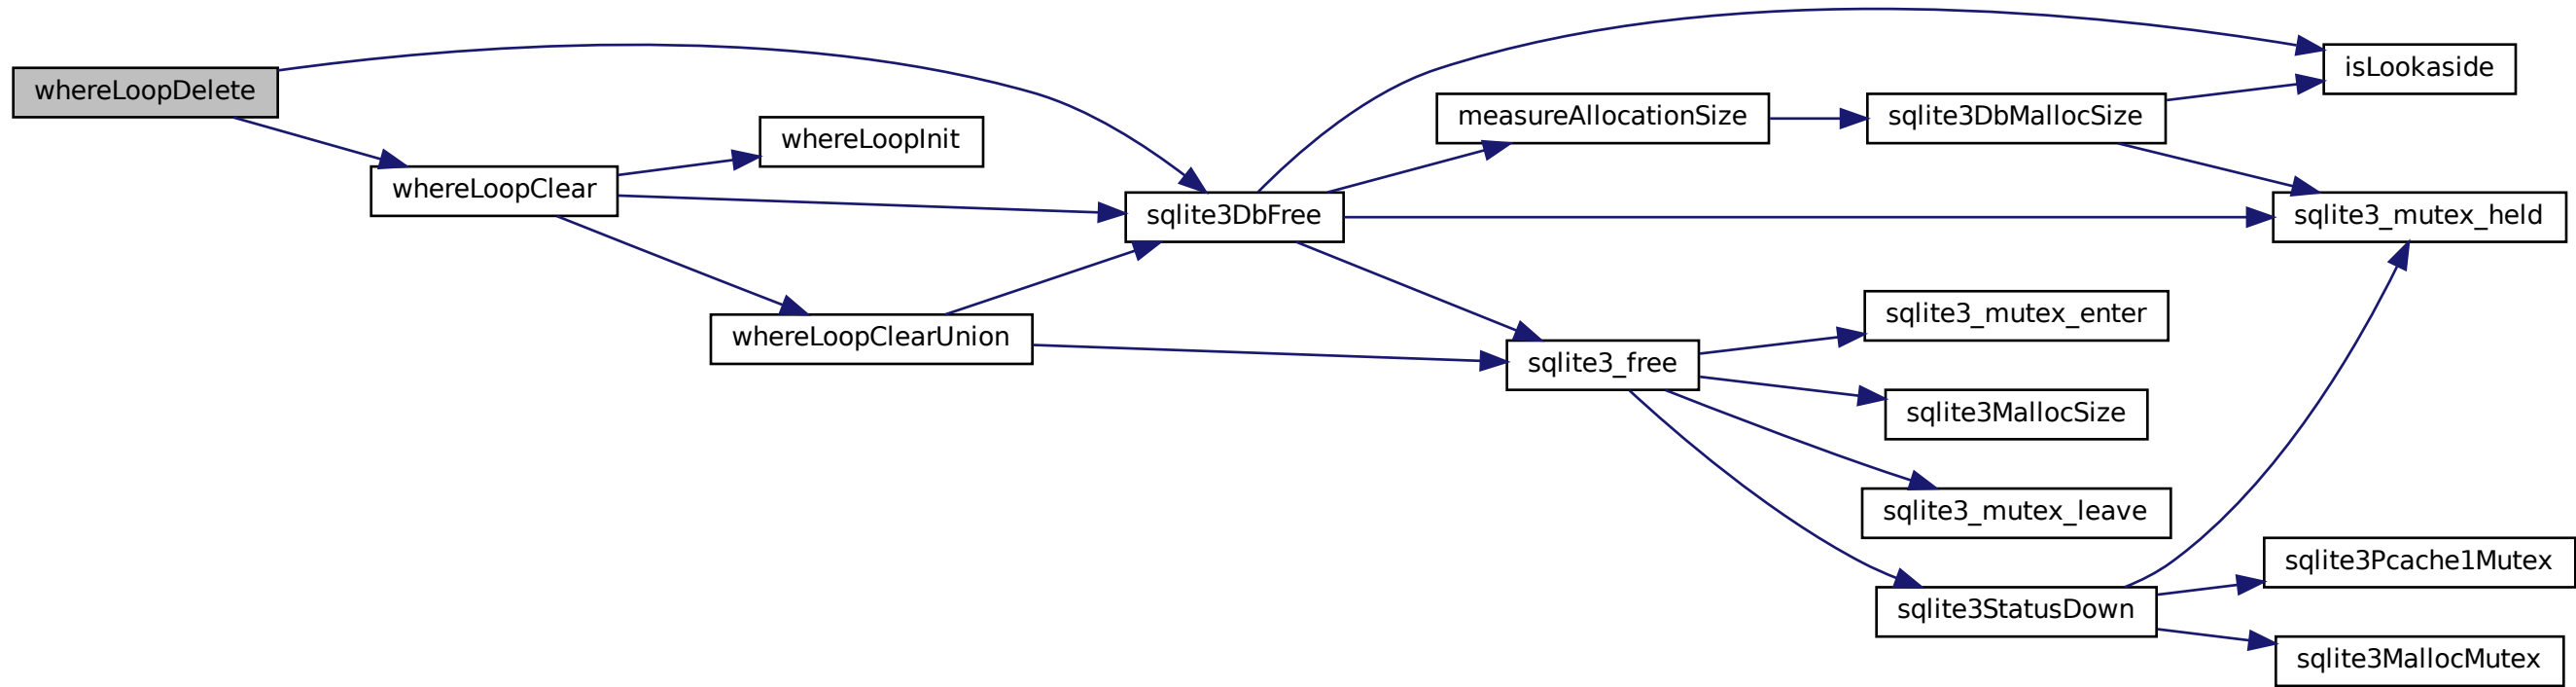 whereLoopDelete
whereLoopClear
whereLoopInit
whereLoopClearUnion
sqlite3DbFree
measureAllocationSize
sqlite3_free
sqlite3DbMallocSize
sqlite3_mutex_enter
sqlite3MallocSize
sqlite3_mutex_leave
sqlite3StatusDown
isLookaside
sqlite3_mutex_held
sqlite3Pcache1Mutex
sqlite3MallocMutex